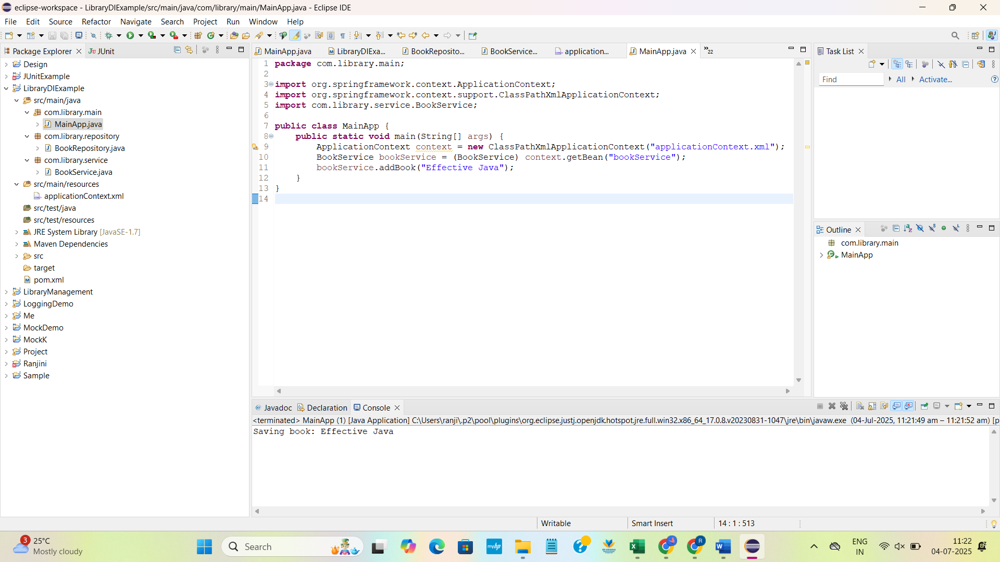 eclipse-workspace - LibraryDIExample/src/main/java/com/library/main/MainApp.java - Eclipse IDE
File Edit Source Refactor Navigate Search Project Run Window Help
Package Explorer
JUnit
Design
JUnitExample
LibraryDIExample
src/main/java
com.library.main
MainApp.java
com.library.repository
BookRepository.java
com.library.service
BookService.java
src/main/resources
applicationContext.xml
src/test/java
src/test/resources
JRE System Library [JavaSE-1.7]
Maven Dependencies
src
target
pom.xml
LibraryManagement
LoggingDemo
Me
MockDemo
MockK
Project
Ranjini
Sample
MainApp.java LibraryDIExa... BookReposito... BookService... application... MainApp.java »22
1 package com.library.main;
2
3 import org.springframework.context.ApplicationContext;
4 import org.springframework.context.support.ClassPathXmlApplicationContext;
5 import com.library.service.BookService;
6
7 public class MainApp {
8 public static void main(String[] args) {
9 ApplicationContext context = new ClassPathXmlApplicationContext("applicationContext.xml");
10 BookService bookService = (BookService) context.getBean("bookService");
11 bookService.addBook("Effective Java");
12 }
13 }
14
Task List
Find All Activate...
Outline
com.library.main
MainApp
Javadoc Declaration Console
<terminated> MainApp (1) [Java Application] C:\Users\ranji\.p2\pool\plugins\org.eclipse.justj.openjdk.hotspot.jre.full.win32.x86_64_17.0.8.v20230831-1047\jre\bin\javaw.exe (04-Jul-2025, 11:21:49 am – 11:21:52 am) [p
Saving book: Effective Java
Writable Smart Insert 14 : 1 : 513
3
25°C
Mostly cloudy
Search
myhp
ENG
IN
11:22
04-07-2025